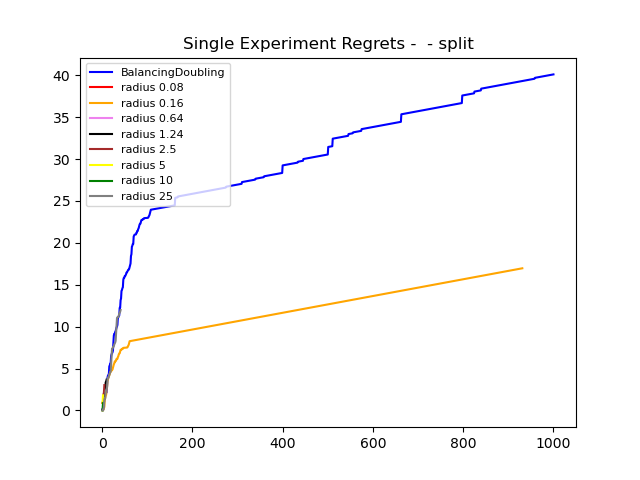 Single Experiment Regrets -  - split
BalancingDoubling
radius 0.08
radius 0.16
radius 0.64
radius 1.24
radius 2.5
radius 5
radius 10
radius 25
40
35
30
25
20
15
10
5
0
0 200 400 600 800 1000